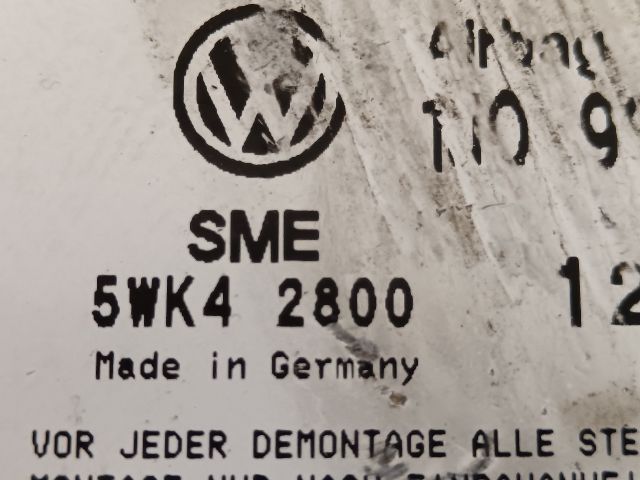 Airbag
SME
5WK4 2800 12
Made in Germany
VOR JEDER DEMONTAGE ALLE STE